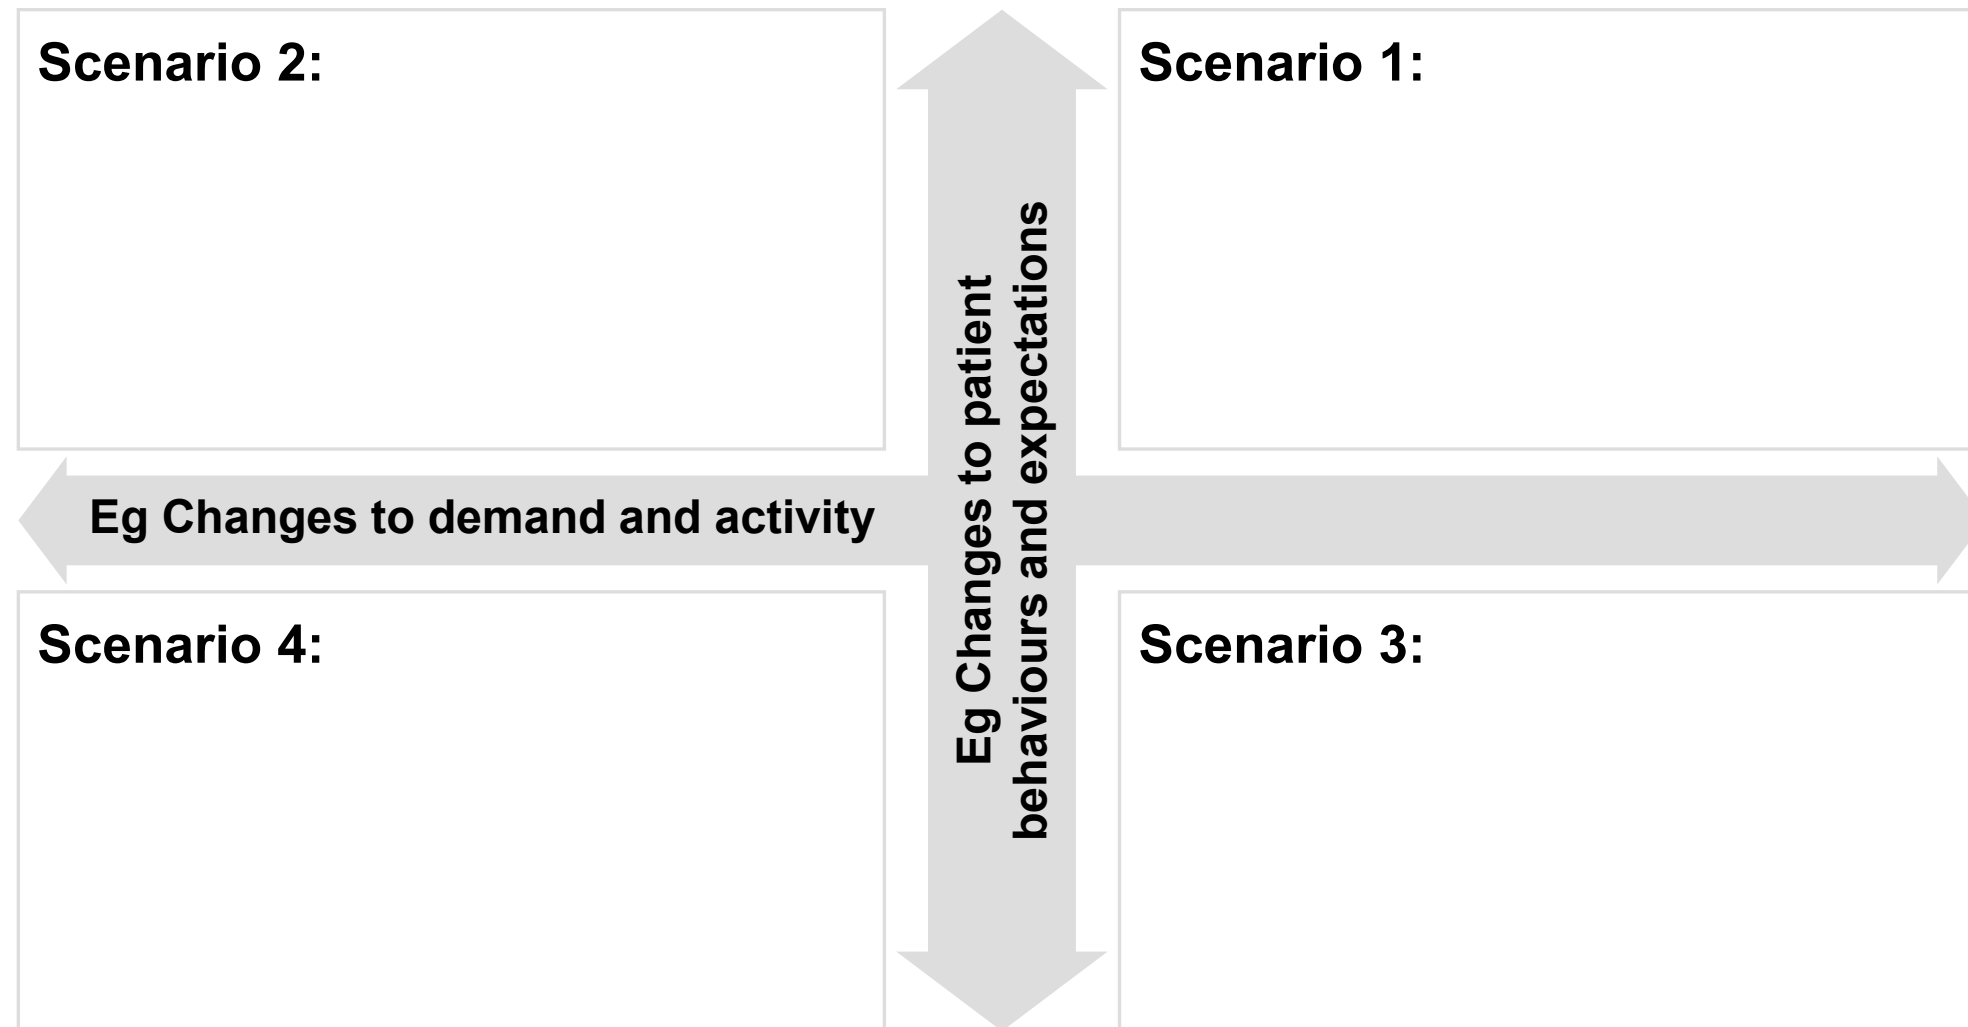 Scenario 2:
Scenario 1:
Eg Changes to patient
behaviours and expectations
Eg Changes to demand and activity
Scenario 4:
Scenario 3: